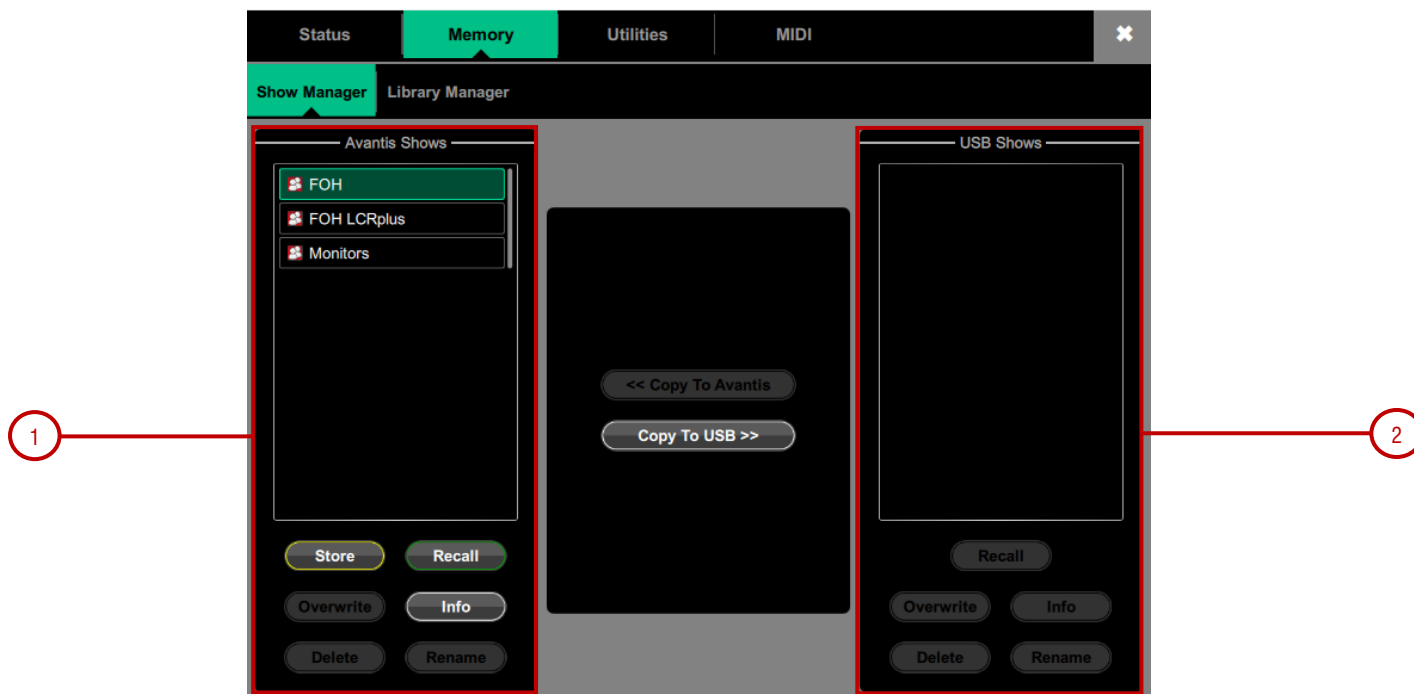 Status Memory Utilities MIDI ✖
Show Manager Library Manager
Avantis Shows
FOH
FOH LCRplus
Monitors
Store Recall
Overwrite Info
Delete Rename
<< Copy To Avantis
Copy To USB >>
USB Shows
Recall
Overwrite Info
Delete Rename
1
2